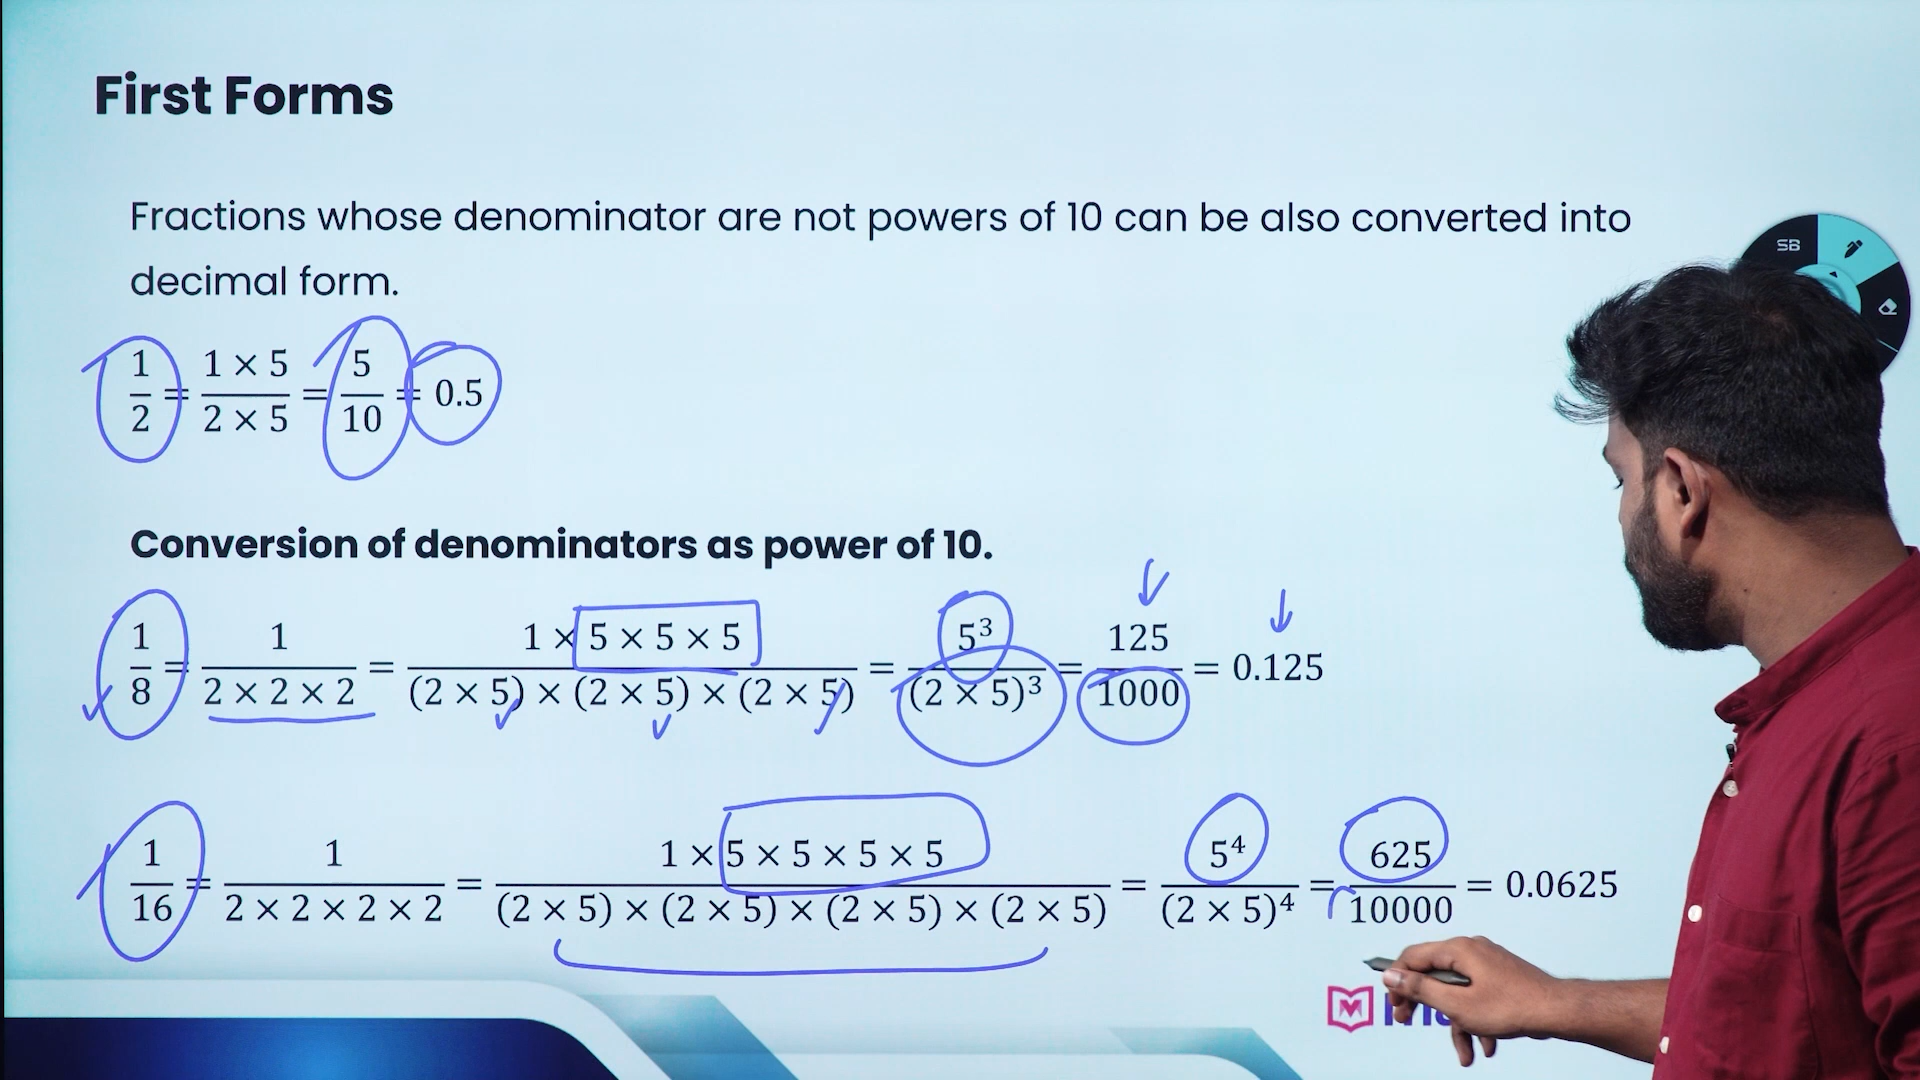 SB
First Forms
Fractions whose denominator are not powers of 10 can be also converted into
decimal form.
1/2 = (1 × 5)/(2 × 5) = 5/10 = 0.5
Conversion of denominators as power of 10.
1/8 = 1/(2 × 2 × 2) = (1 × 5 × 5 × 5)/((2 × 5) × (2 × 5) × (2 × 5)) = 5³/(2 × 5)³ = 125/1000 = 0.125
1/16 = 1/(2 × 2 × 2 × 2) = (1 × 5 × 5 × 5 × 5)/((2 × 5) × (2 × 5) × (2 × 5) × (2 × 5)) = 5⁴/(2 × 5)⁴ = 625/10000 = 0.0625